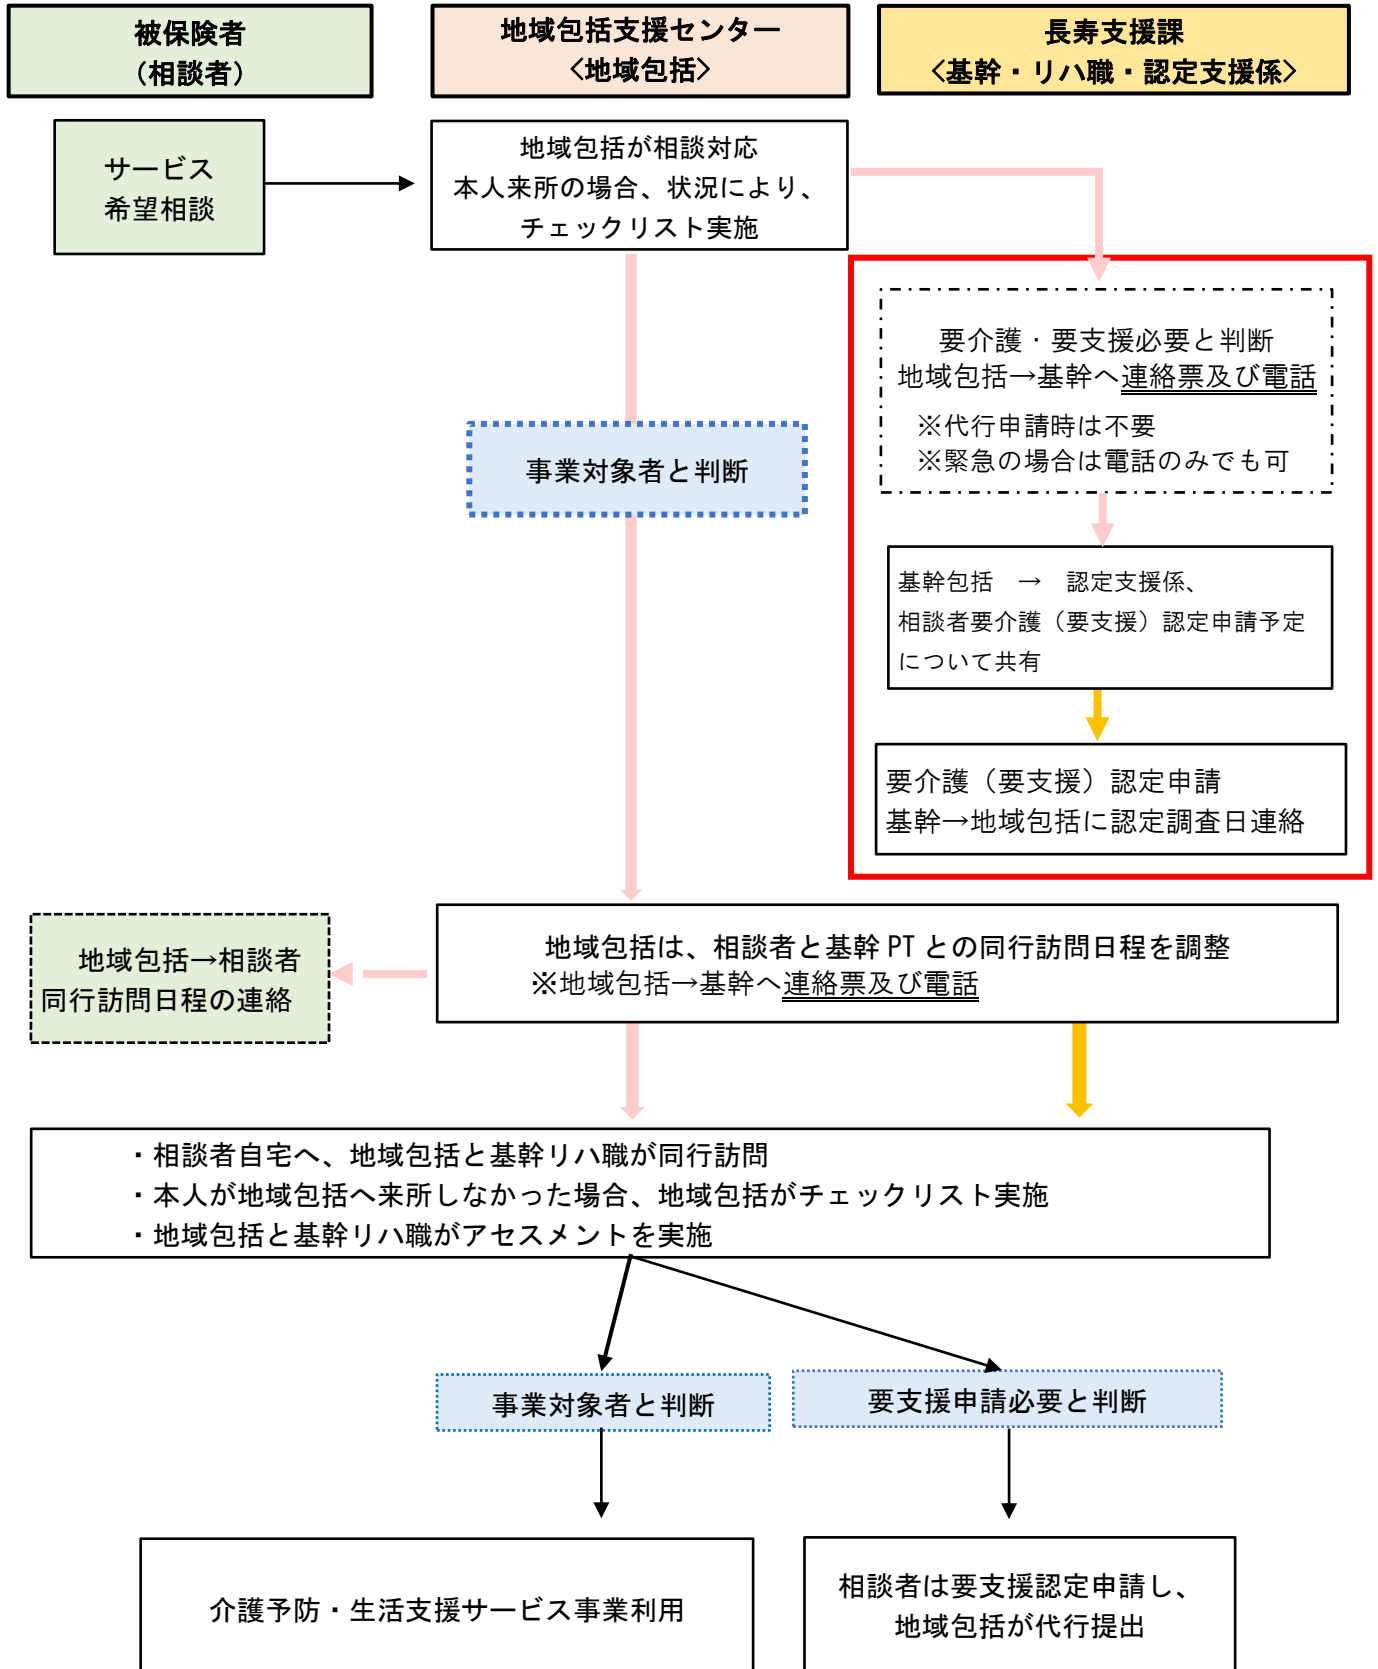 被保険者
（相談者）
地域包括支援センター
＜地域包括＞
長寿支援課
＜基幹・リハ職・認定支援係＞
サービス
希望相談
地域包括が相談対応
本人来所の場合、状況により、
チェックリスト実施
要介護・要支援必要と判断
地域包括→基幹へ連絡票及び電話
※代行申請時は不要
※緊急の場合は電話のみでも可
事業対象者と判断
基幹包括　→　認定支援係、
相談者要介護（要支援）認定申請予定
について共有
要介護（要支援）認定申請
基幹→地域包括に認定調査日連絡
地域包括→相談者
同行訪問日程の連絡
地域包括は、相談者と基幹 PT との同行訪問日程を調整
※地域包括→基幹へ連絡票及び電話
・相談者自宅へ、地域包括と基幹リハ職が同行訪問
・本人が地域包括へ来所しなかった場合、地域包括がチェックリスト実施
・地域包括と基幹リハ職がアセスメントを実施
事業対象者と判断
要支援申請必要と判断
介護予防・生活支援サービス事業利用
相談者は要支援認定申請し、
地域包括が代行提出